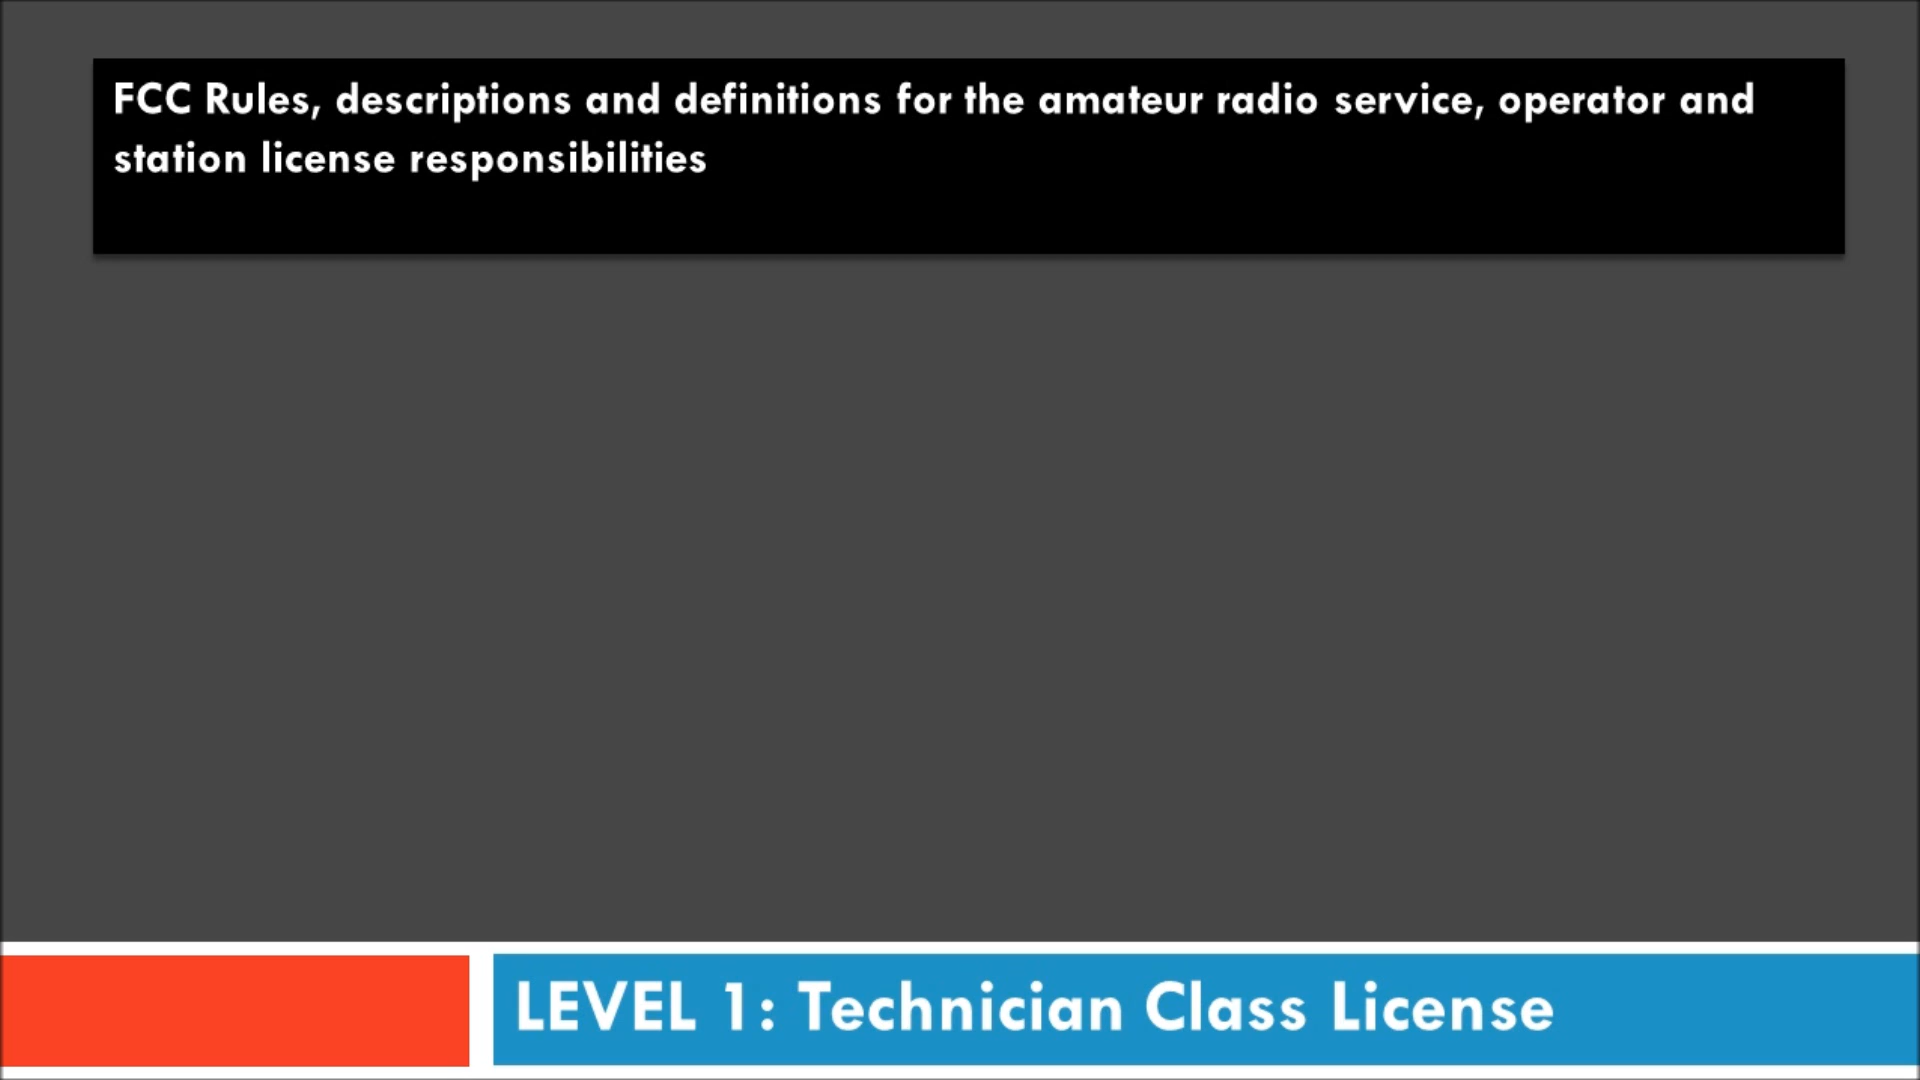 FCC Rules, descriptions and definitions for the amateur radio service, operator and
station license responsibilities
LEVEL 1: Technician Class License